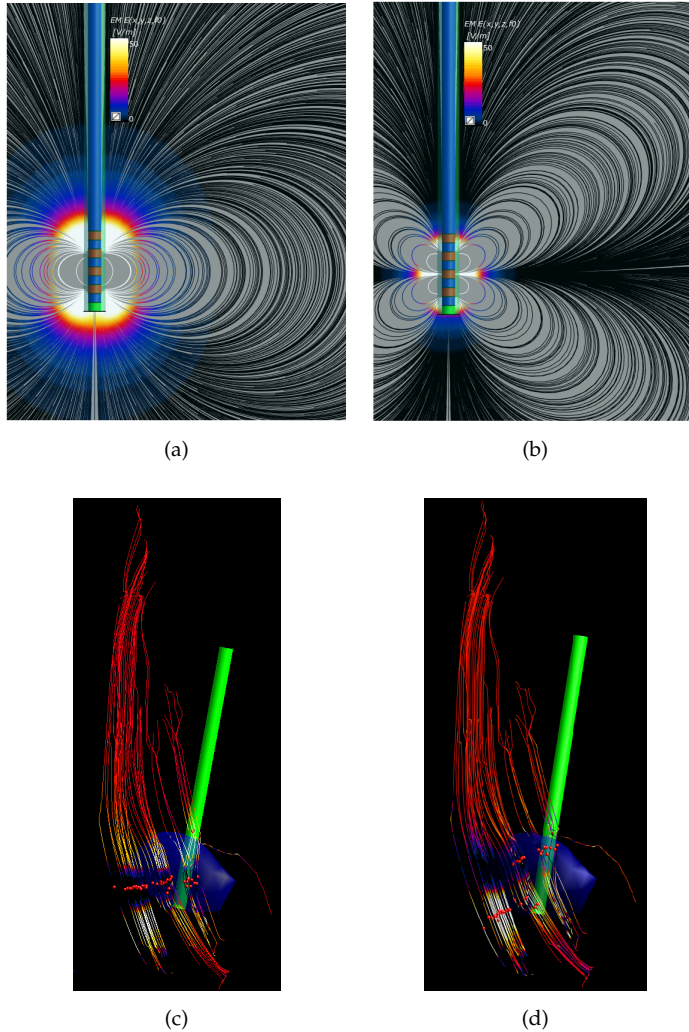 EM E(x,y,z,f0)
[V/m]
50
0
EM E(x,y,z,f0)
[V/m]
50
0
(a)
(b)
(c)
(d)